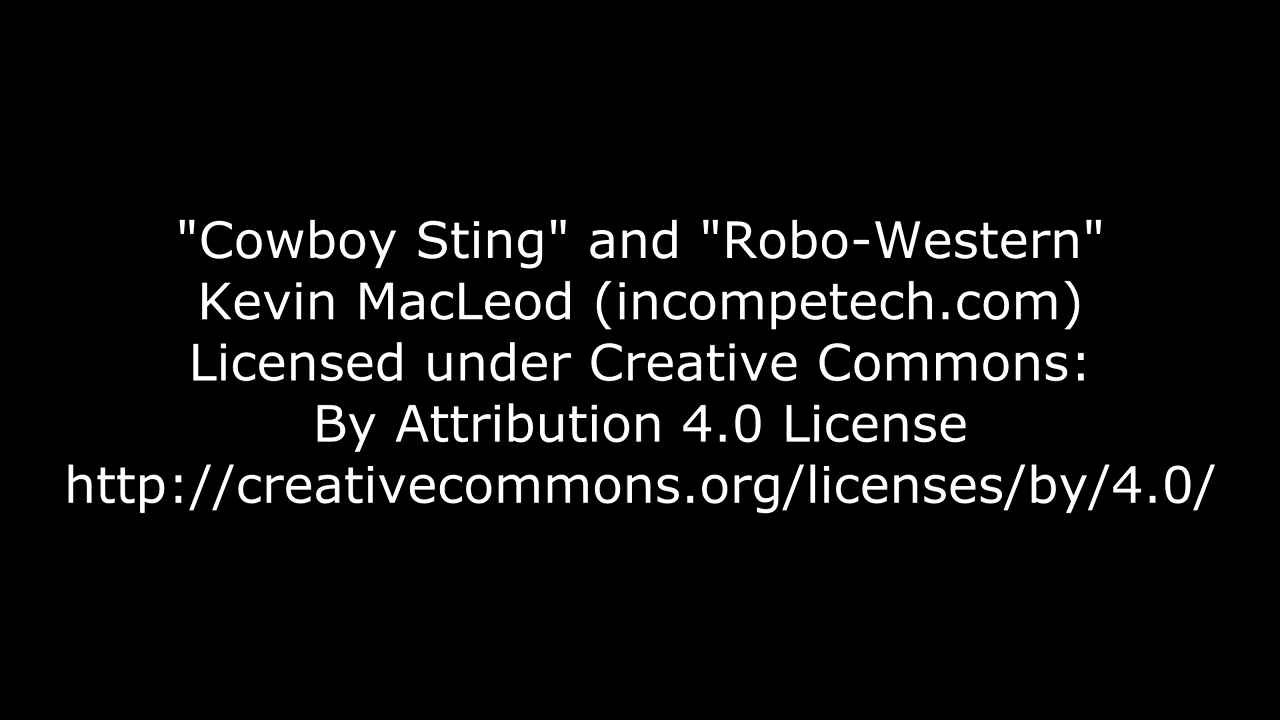 "Cowboy Sting" and "Robo-Western"
Kevin MacLeod (incompetech.com)
Licensed under Creative Commons:
By Attribution 4.0 License
http://creativecommons.org/licenses/by/4.0/